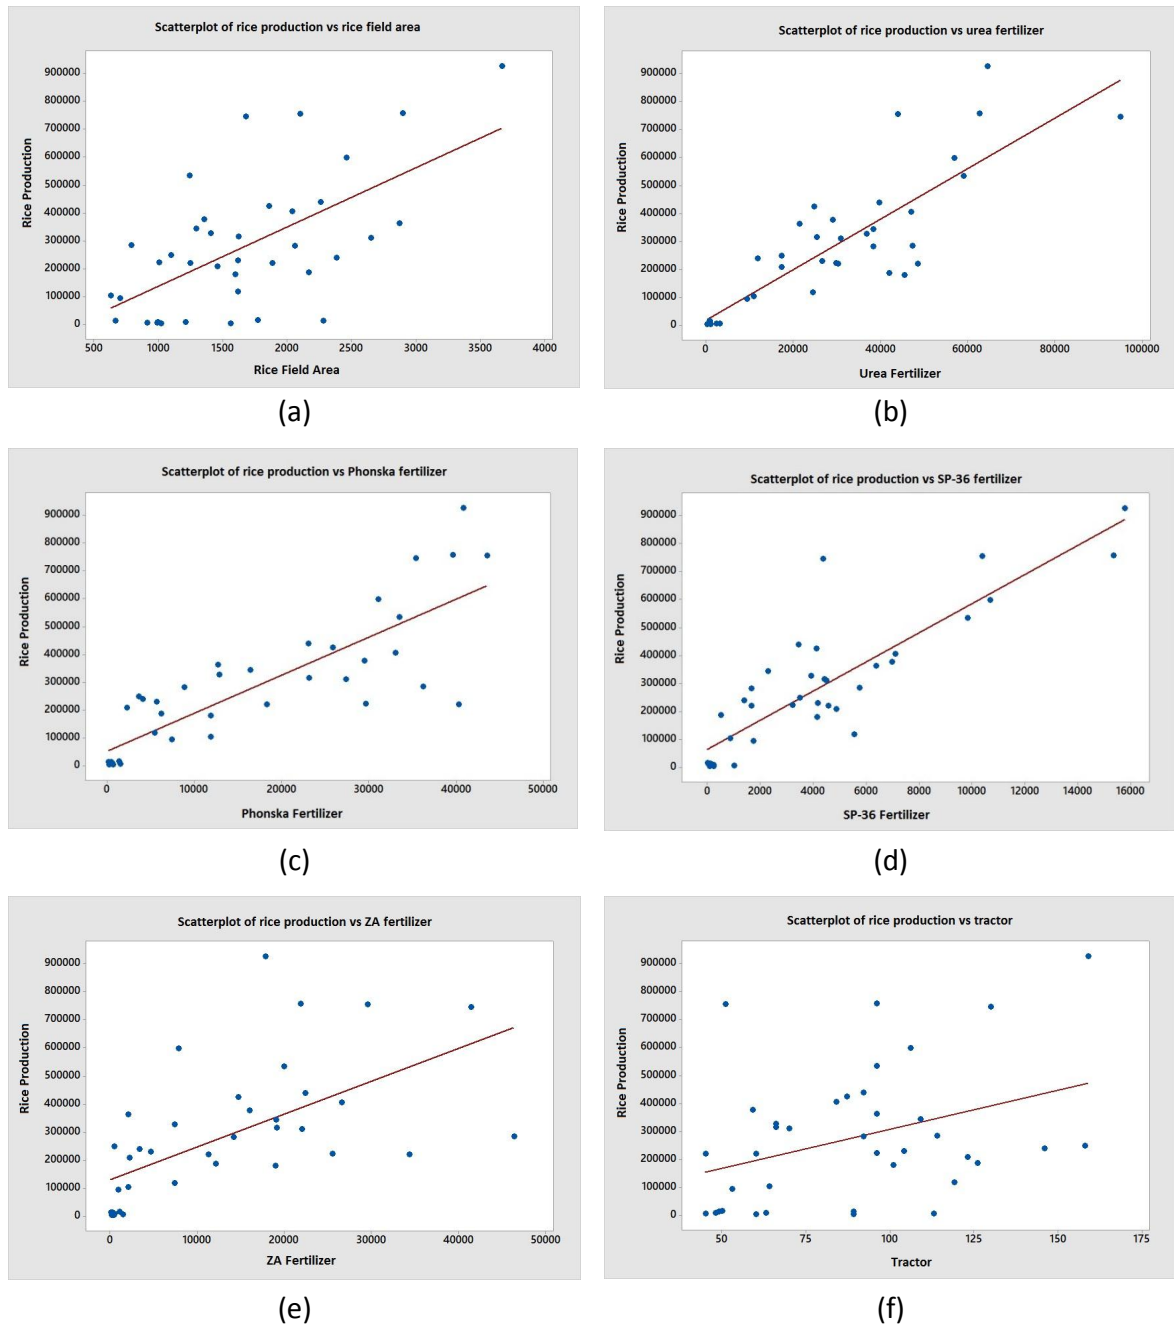 Scatterplot of rice production vs rice field area
Rice Production
900000
800000
700000
600000
500000
400000
300000
200000
100000
0
500 1000 1500 2000 2500 3000 3500 4000
Rice Field Area
(a)
Scatterplot of rice production vs urea fertilizer
Rice Production
900000
800000
700000
600000
500000
400000
300000
200000
100000
0
0 20000 40000 60000 80000 100000
Urea Fertilizer
(b)
Scatterplot of rice production vs Phonska fertilizer
Rice Production
900000
800000
700000
600000
500000
400000
300000
200000
100000
0
0 10000 20000 30000 40000 50000
Phonska Fertilizer
(c)
Scatterplot of rice production vs SP-36 fertilizer
Rice Production
900000
800000
700000
600000
500000
400000
300000
200000
100000
0
0 2000 4000 6000 8000 10000 12000 14000 16000
SP-36 Fertilizer
(d)
Scatterplot of rice production vs ZA fertilizer
Rice Production
900000
800000
700000
600000
500000
400000
300000
200000
100000
0
0 10000 20000 30000 40000 50000
ZA Fertilizer
(e)
Scatterplot of rice production vs tractor
Rice Production
900000
800000
700000
600000
500000
400000
300000
200000
100000
0
50 75 100 125 150 175
Tractor
(f)